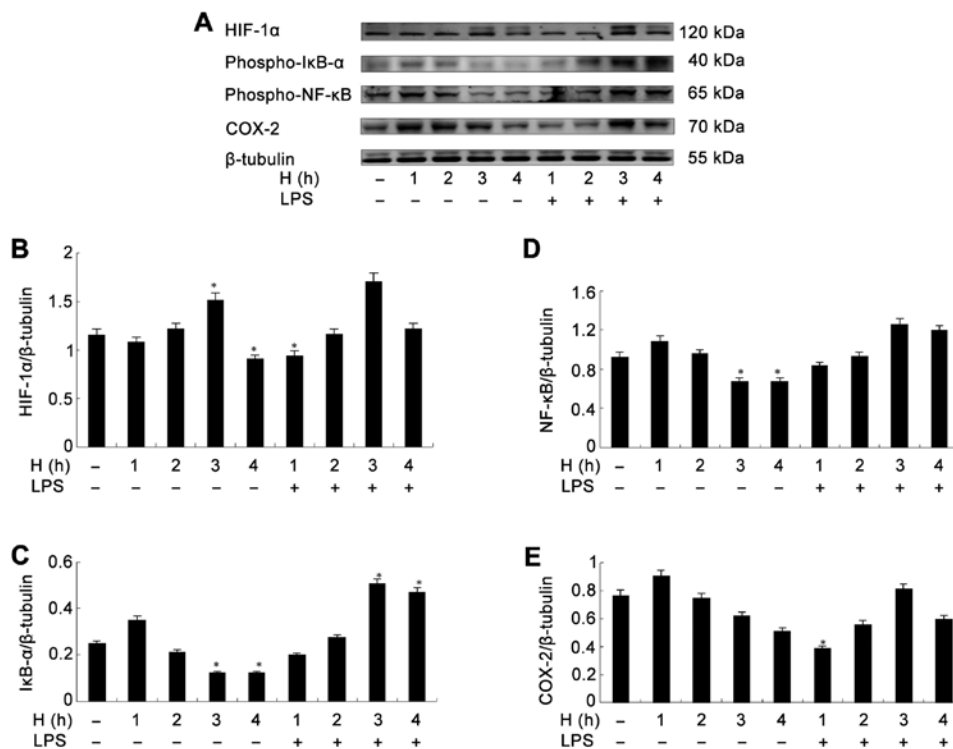 A
HIF-1α 120 kDa
Phospho-IκB-α 40 kDa
Phospho-NF-κB 65 kDa
COX-2 70 kDa
β-tubulin 55 kDa
H (h) – 1 2 3 4 1 2 3 4
LPS – – – – – + + + +
B
HIF-1α/β-tubulin
2
1.5
1
0.5
0
* * *
H (h) – 1 2 3 4 1 2 3 4
LPS – – – – – + + + +
D
NF-κB/β-tubulin
1.6
1.2
0.8
0.4
0
* *
H (h) – 1 2 3 4 1 2 3 4
LPS – – – – – + + + +
C
IκB-α/β-tubulin
0.6
0.4
0.2
0
* * * *
H (h) – 1 2 3 4 1 2 3 4
LPS – – – – – + + + +
E
COX-2/β-tubulin
1
0.8
0.6
0.4
0.2
0
*
H (h) – 1 2 3 4 1 2 3 4
LPS – – – – – + + + +